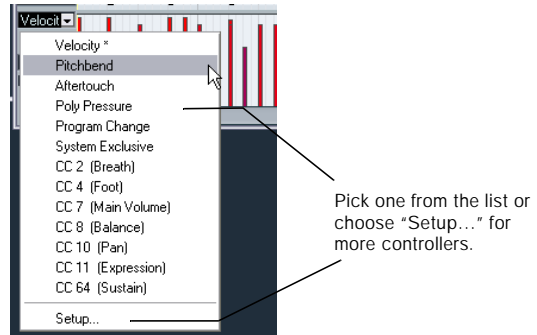 Velocit
Velocity *
Pitchbend
Aftertouch
Poly Pressure
Program Change
System Exclusive
CC 2 (Breath)
CC 4 (Foot)
CC 7 (Main Volume)
CC 8 (Balance)
CC 10 (Pan)
CC 11 (Expression)
CC 64 (Sustain)
Setup...
Pick one from the list or
choose “Setup…” for
more controllers.